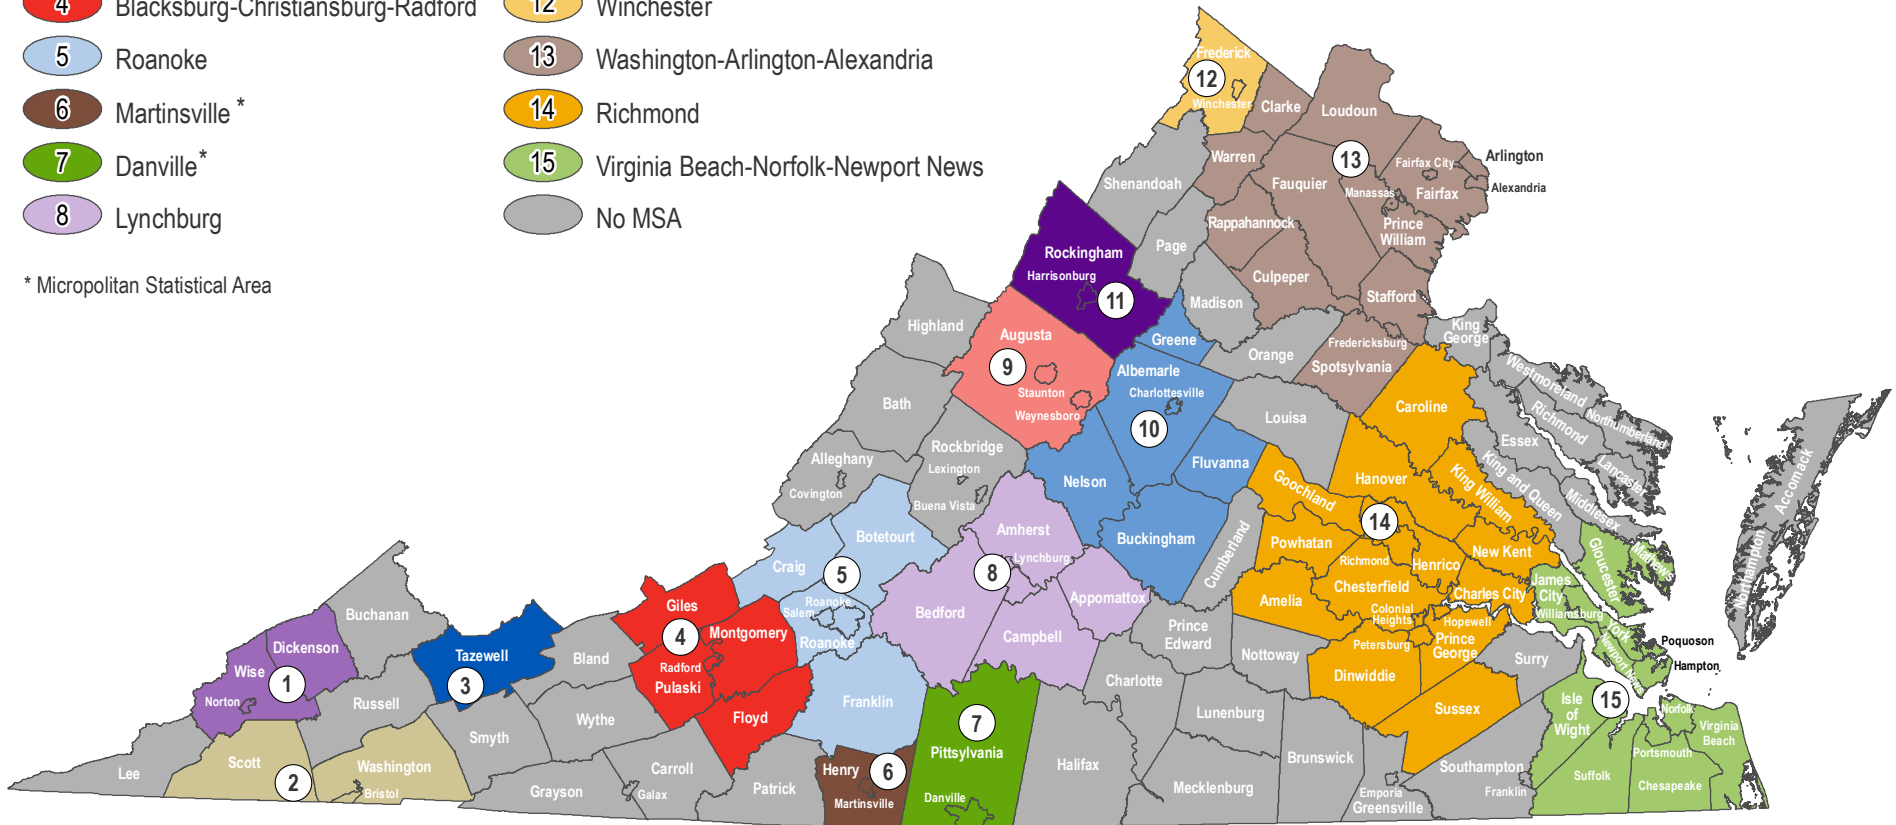 4 Blacksburg-Christiansburg-Radford
5 Roanoke
6 Martinsville *
7 Danville *
8 Lynchburg
* Micropolitan Statistical Area
12 Winchester
13 Washington-Arlington-Alexandria
14 Richmond
15 Virginia Beach-Norfolk-Newport News
No MSA
Frederick
12
Winchester
Clarke
Loudoun
Warren
13
Fairfax City
Arlington
Alexandria
Fauquier
Manassas
Fairfax
Shenandoah
Rappahannock
Prince
William
Page
Rockingham
Harrisonburg
11
Culpeper
Stafford
Madison
Highland
Augusta
9
Staunton
Waynesboro
Greene
Orange
Fredericksburg
Spotsylvania
King
George
Albemarle
Charlottesville
10
Westmoreland
Richmond
Northumberland
Lancaster
Essex
Bath
Louisa
Caroline
Rockbridge
Lexington
Buena Vista
Alleghany
Covington
Nelson
Fluvanna
Goochland
Hanover
King William
King and Queen
Middlesex
Accomack
Northampton
Amherst
Lynchburg
Buckingham
Cumberland
Powhatan
14
Richmond
Henrico
New Kent
Gloucester
Mathews
Botetourt
Craig
5
8
Bedford
Appomattox
Campbell
Amelia
Chesterfield
Colonial
Heights
Charles City
James
City
Williamsburg
York
Newport News
Poquoson
Hampton
Roanoke
Salem
Roanoke
Giles
4
Montgomery
Radford
Pulaski
Floyd
Buchanan
Dickenson
Wise
1
Norton
Tazewell
3
Bland
Russell
Prince
Edward
Nottoway
Hopewell
Petersburg
Prince
George
Surry
Dinwiddie
Sussex
Isle
of
Wight
15
Norfolk
Virginia
Beach
Portsmouth
Chesapeake
Suffolk
Franklin
7
Pittsylvania
Danville
Charlotte
Lunenburg
Lee
Scott
2
Washington
Bristol
Smyth
Wythe
Grayson
Carroll
Galax
Patrick
Henry
6
Martinsville
Halifax
Mecklenburg
Brunswick
Emporia
Greensville
Southampton
Franklin